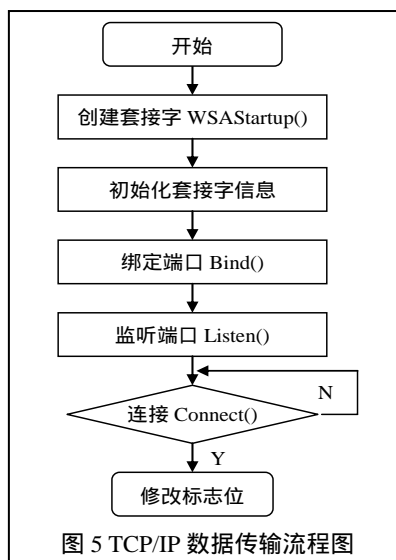 开始
创建套接字 WSAStartup()
初始化套接字信息
绑定端口 Bind()
监听端口 Listen()
连接 Connect()
N
Y
修改标志位
图 5 TCP/IP 数据传输流程图